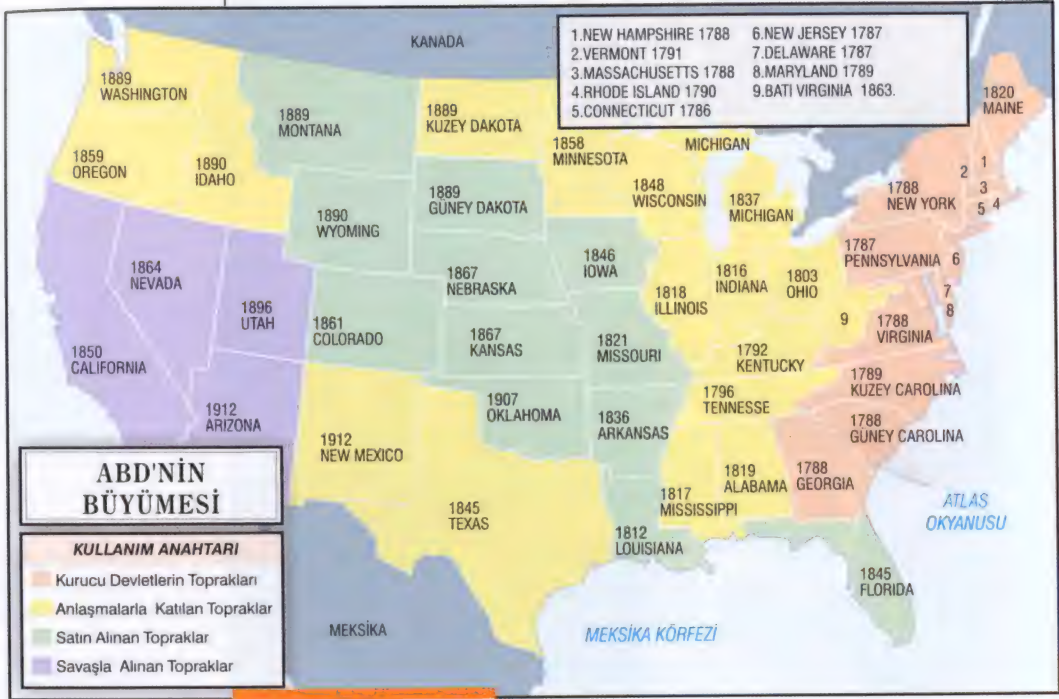 KANADA
1.NEW HAMPSHIRE 1788
2.VERMONT 1791
3.MASSACHUSETTS 1788
4.RHODE ISLAND 1790
5.CONNECTICUT 1786
6.NEW JERSEY 1787
7.DELAWARE 1787
8.MARYLAND 1789
9.BATI VIRGINIA 1863.
1889
WASHINGTON
1889
MONTANA
1889
KUZEY DAKOTA
1858
MINNESOTA
MICHIGAN
1820
MAINE
1859
OREGON
1890
IDAHO
1890
WYOMING
1889
GÜNEY DAKOTA
1848
WISCONSIN
1837
MICHIGAN
1788
NEW YORK
2
1
3
4
5
1864
NEVADA
1896
UTAH
1861
COLORADO
1867
NEBRASKA
1846
IOWA
1818
ILLINOIS
1816
INDIANA
1803
OHIO
1787
PENNSYLVANIA
6
7
8
9
1788
VIRGINIA
1850
CALIFORNIA
1867
KANSAS
1821
MISSOURI
1792
KENTUCKY
1789
KUZEY CAROLINA
1912
ARIZONA
1912
NEW MEXICO
1907
OKLAHOMA
1836
ARKANSAS
1796
TENNESSE
1788
GÜNEY CAROLINA
1845
TEXAS
1812
LOUISIANA
1817
MISSISSIPPI
1819
ALABAMA
1788
GEORGIA
1845
FLORIDA
ATLAS
OKYANUSU
MEKSİKA
MEKSİKA KÖRFEZİ
ABD'NİN
BÜYÜMESİ
KULLANIM ANAHTARI
Kurucu Devletlerin Toprakları
Anlaşmalarla Katılan Topraklar
Satın Alınan Topraklar
Savaşla Alınan Topraklar